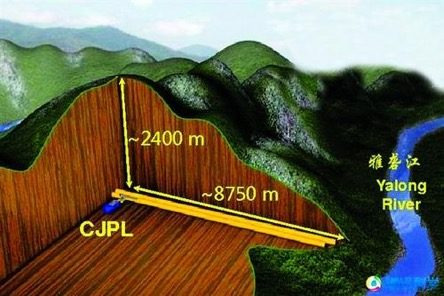 ~2400 m
~8750 m
雅砻江
Yalong
River
CJPL